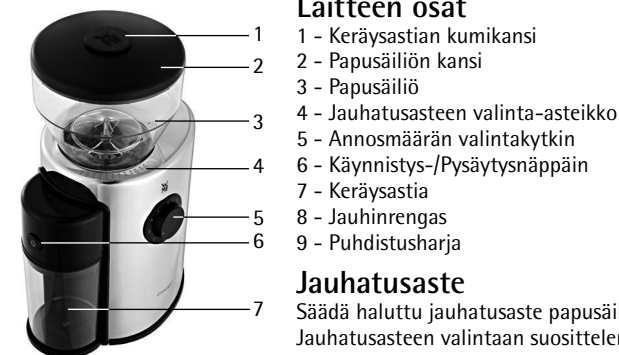 Laitteen osat
1 - Keräysastian kumikansi
2 - Papusäiliön kansi
3 - Papusäiliö
4 - Jauhatusasteen valinta-asteikko
5 - Annosmäärän valintakytkin
6 - Käynnistys-/Pysäytysnäppäin
7 - Keräysastia
8 - Jauhinrengas
9 - Puhdistusharja
Jauhatusaste
Säädä haluttu jauhatusaste
Jauhatusasteen valintaan
1
2
3
4
5
6
7